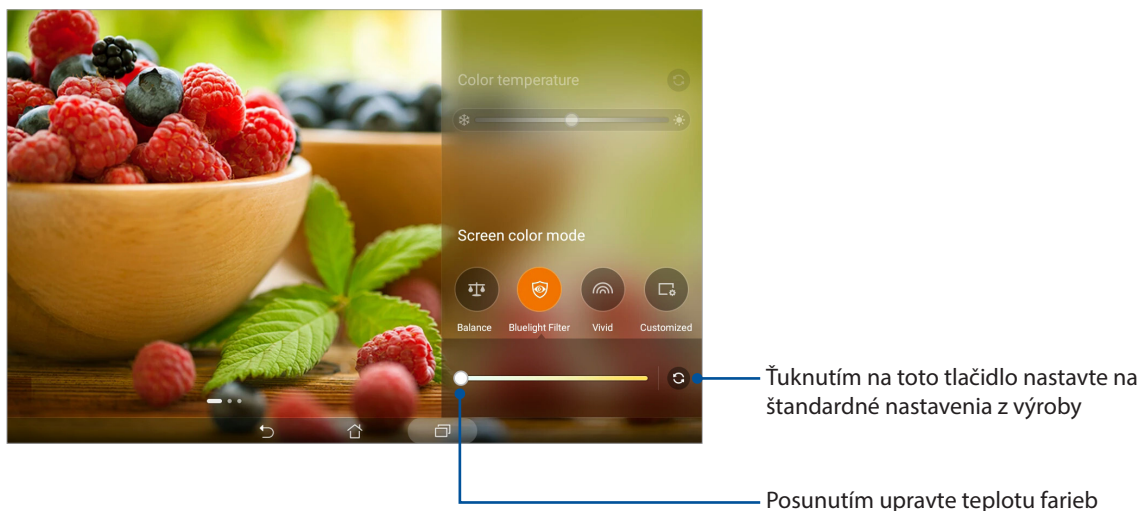 Color temperature
Screen color mode
Balance
Bluelight Filter
Vivid
Customized
Ťuknutím na toto tlačidlo nastavte na
štandardné nastavenia z výroby
Posunutím upravte teplotu farieb